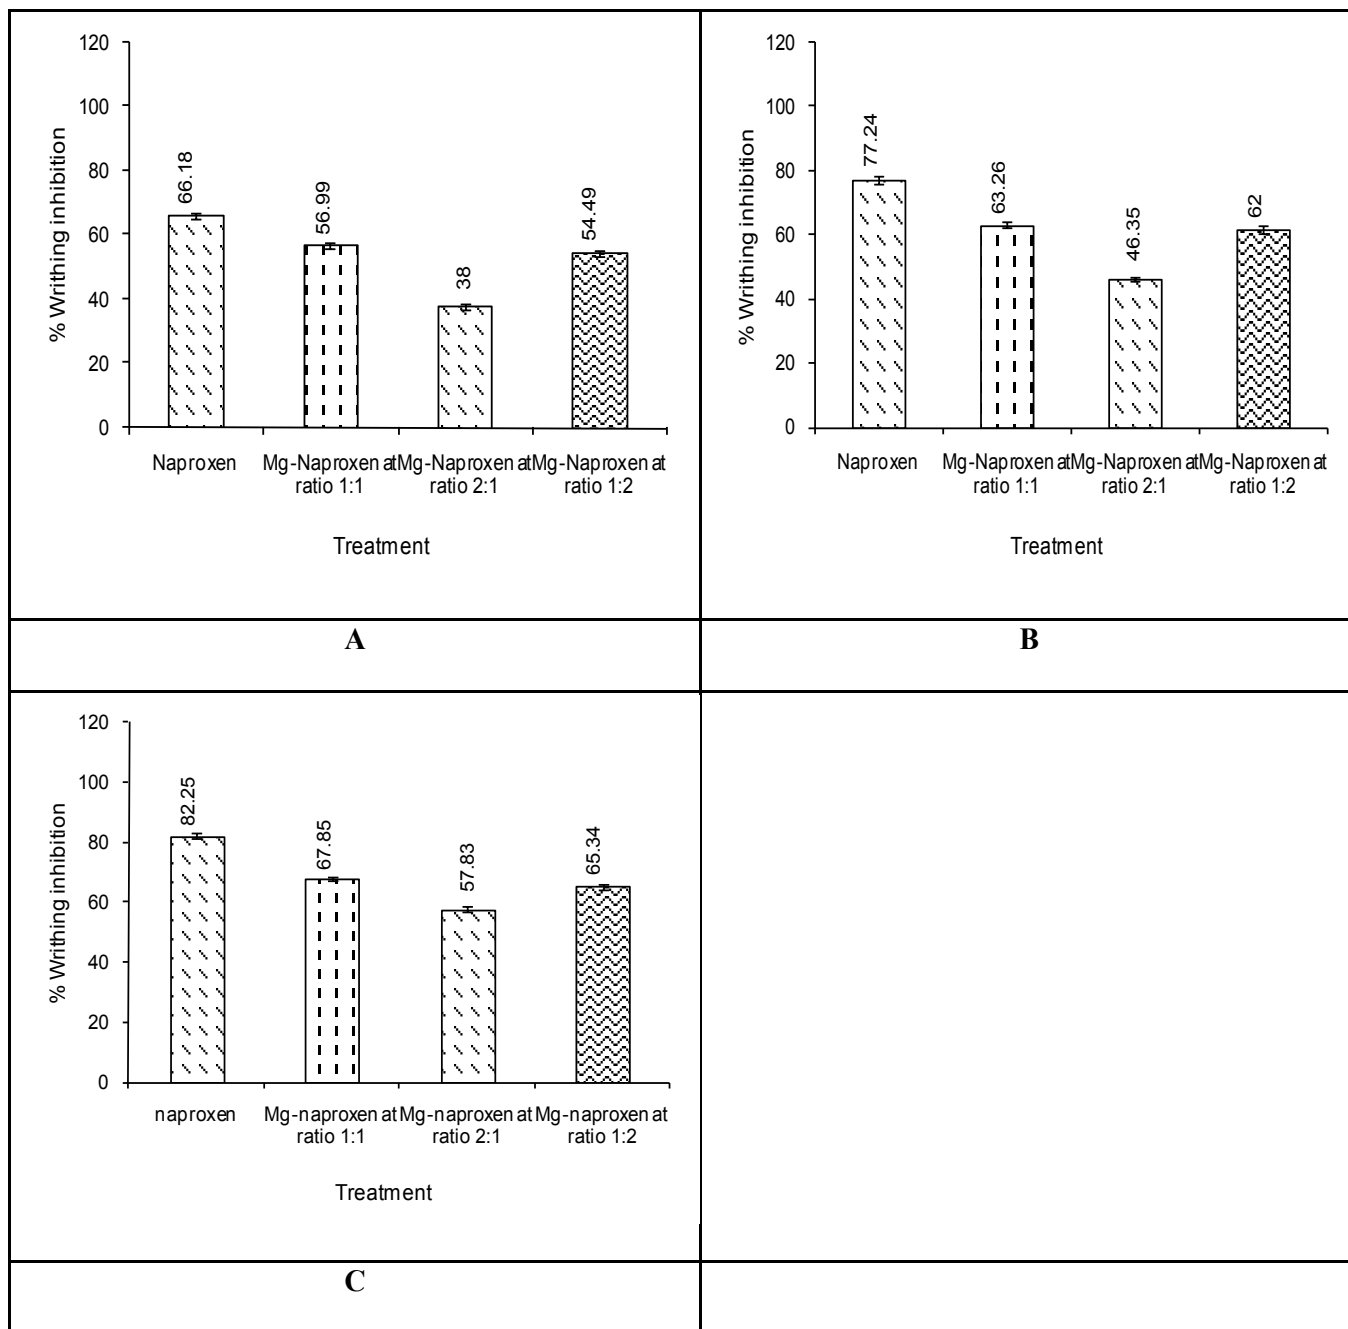 120
100
80
60
40
20
0
% Writhing inhibition
66.18
56.99
38
54.49
Naproxen
Mg-Naproxen at
ratio 1:1
Mg-Naproxen at
ratio 2:1
Mg-Naproxen at
ratio 1:2
Treatment
A
120
100
80
60
40
20
0
% Writhing inhibition
77.24
63.26
46.35
62
Naproxen
Mg-Naproxen at
ratio 1:1
Mg-Naproxen at
ratio 2:1
Mg-Naproxen at
ratio 1:2
Treatment
B
120
100
80
60
40
20
0
% Writhing inhibition
82.25
67.85
57.83
65.34
naproxen
Mg-naproxen at
ratio 1:1
Mg-naproxen at
ratio 2:1
Mg-naproxen at
ratio 1:2
Treatment
C